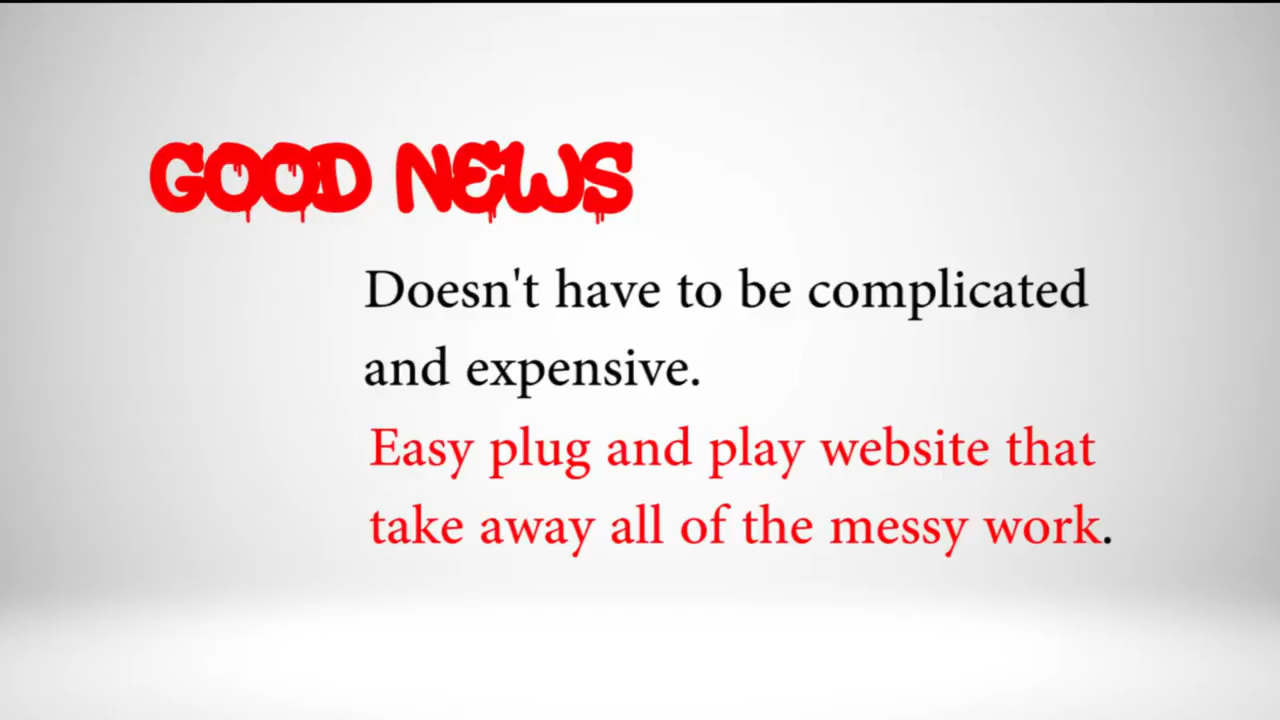 GOOD NEWS
Doesn't have to be complicated
and expensive.
Easy plug and play website that
take away all of the messy work.